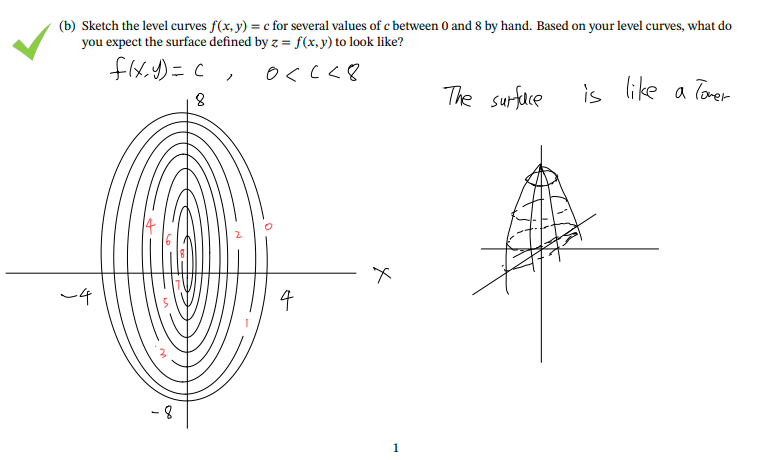 (b) Sketch the level curves f(x, y) = c for several values of c between 0 and 8 by hand. Based on your level curves, what do
you expect the surface defined by z = f(x, y) to look like?
f(x,y) = c , 0 < c < 8
The surface is like a Tower
8
4
2
0
6
8
x
7
-4
5
4
1
3
-8
1